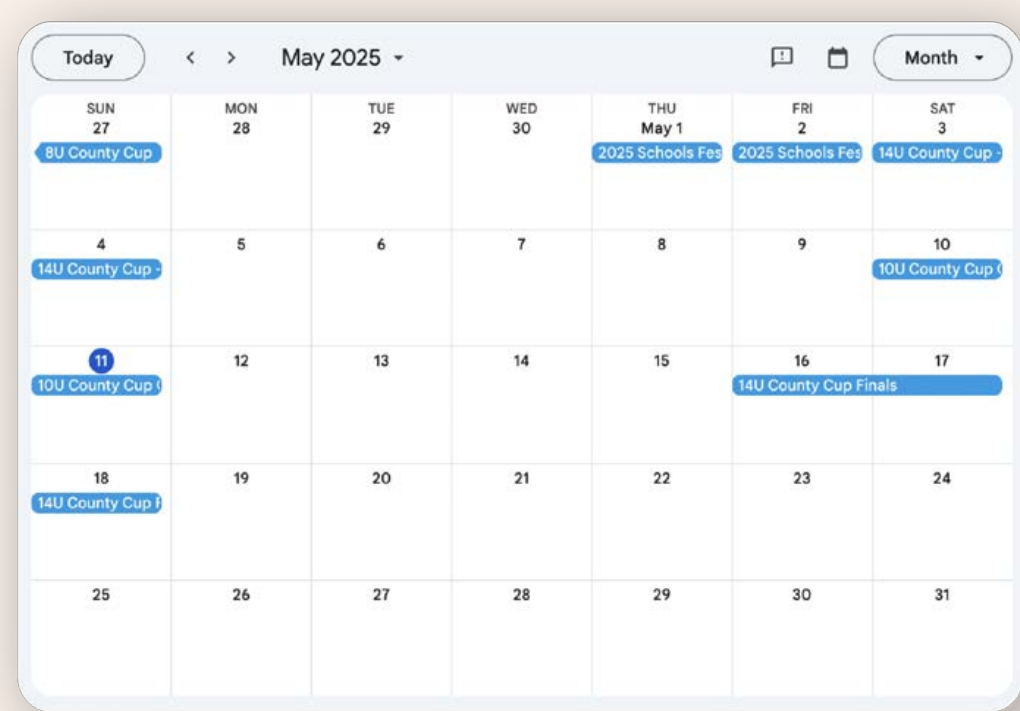 Today
May 2025
Month
SUN MON TUE WED THU FRI SAT
27 28 29 30 May 1 2 3
8U County Cup 2025 Schools Fes 2025 Schools Fes 14U County Cup -
4 5 6 7 8 9 10
14U County Cup - 10U County Cup
11 12 13 14 15 16 17
10U County Cup 14U County Cup Finals
18 19 20 21 22 23 24
14U County Cup
25 26 27 28 29 30 31